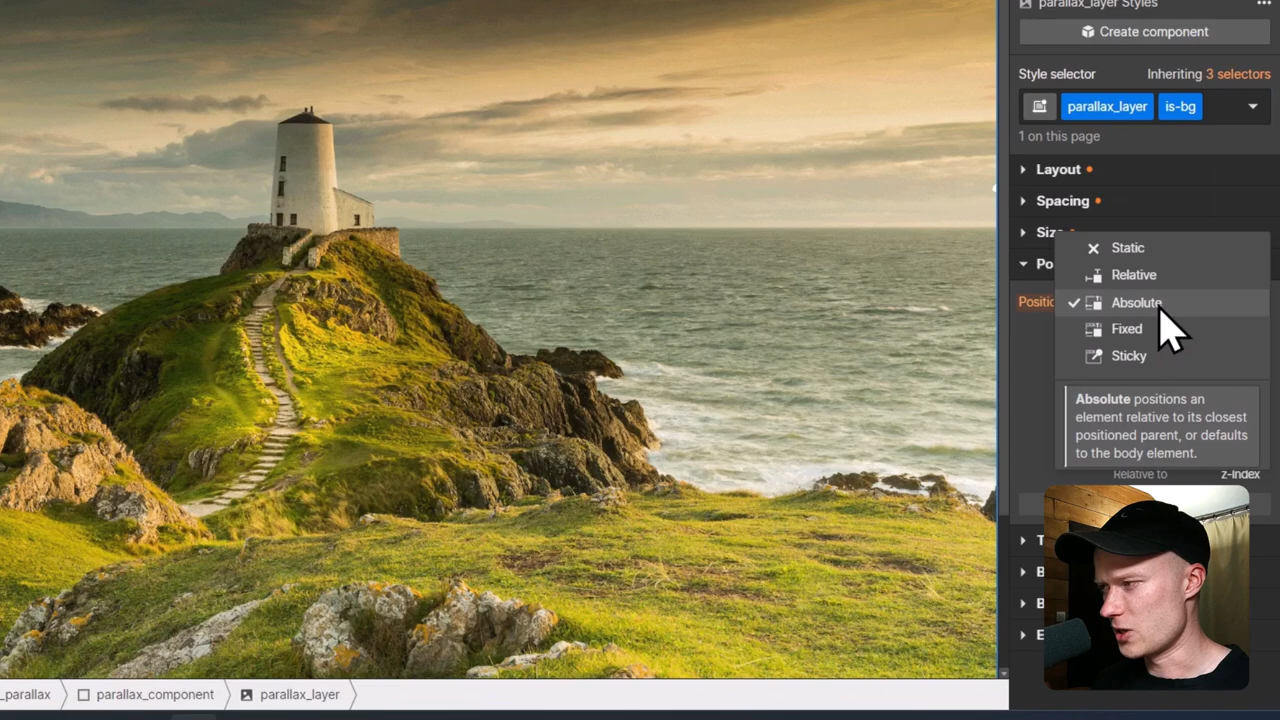 parallax_layer Styles
Create component
Style selector
Inheriting 3 selectors
parallax_layer
is-bg
1 on this page
Layout
Spacing
Static
Relative
Absolute
Fixed
Sticky
Absolute positions an
element relative to its closest
positioned parent, or defaults
to the body element.
Relative to
z-Index
_parallax
parallax_component
parallax_layer